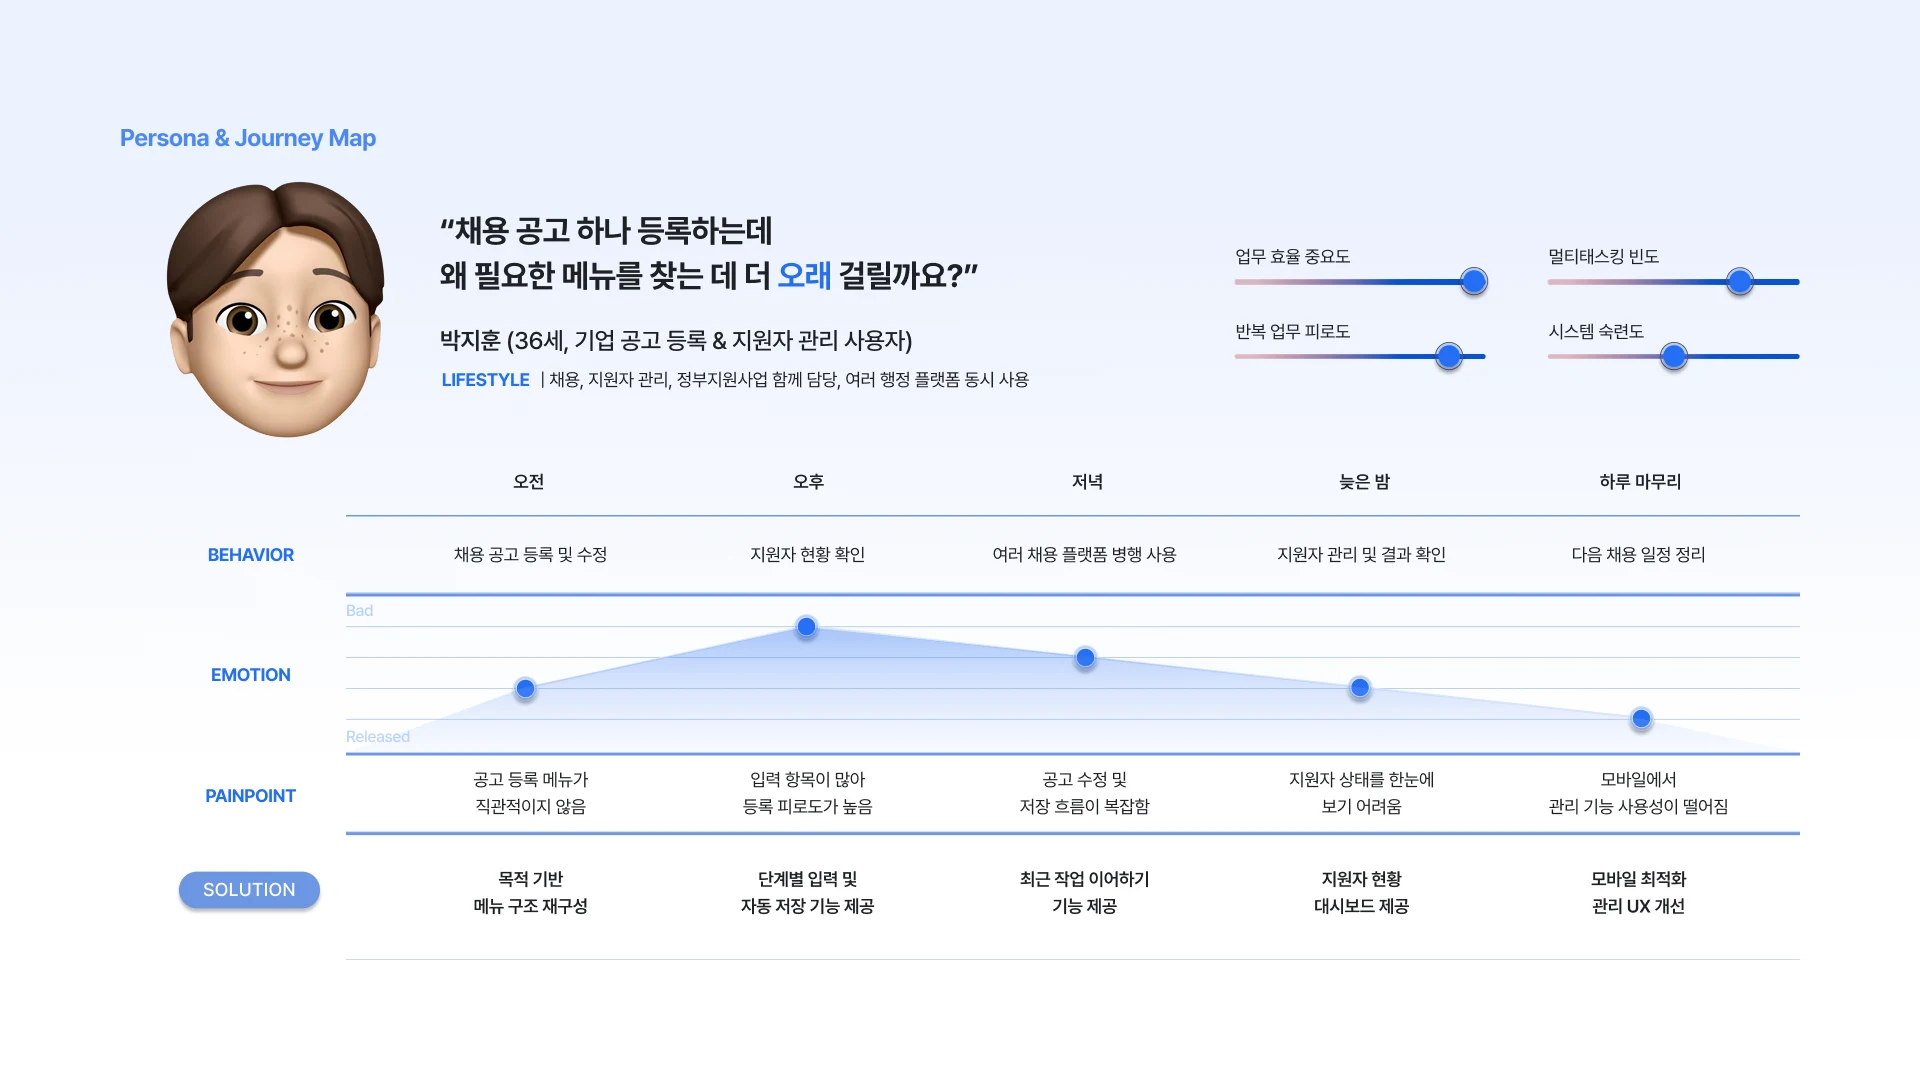 Persona & Journey Map
“채용 공고 하나 등록하는데
왜 필요한 메뉴를 찾는 데 더 오래 걸릴까요?”
박지훈 (36세, 기업 공고 등록 & 지원자 관리 사용자)
LIFESTYLE | 채용, 지원자 관리, 정부지원사업 함께 담당, 여러 행정 플랫폼 동시 사용
업무 효율 중요도
멀티태스킹 빈도
반복 업무 피로도
시스템 숙련도
오전 오후 저녁 늦은 밤 하루 마무리
BEHAVIOR 채용 공고 등록 및 수정 지원자 현황 확인 여러 채용 플랫폼 병행 사용 지원자 관리 및 결과 확인 다음 채용 일정 정리
Bad
EMOTION
Released
PAINPOINT
공고 등록 메뉴가
직관적이지 않음
입력 항목이 많아
등록 피로도가 높음
공고 수정 및
저장 흐름이 복잡함
지원자 상태를 한눈에
보기 어려움
모바일에서
관리 기능 사용성이 떨어짐
SOLUTION
목적 기반
메뉴 구조 재구성
단계별 입력 및
자동 저장 기능 제공
최근 작업 이어하기
기능 제공
지원자 현황
대시보드 제공
모바일 최적화
관리 UX 개선